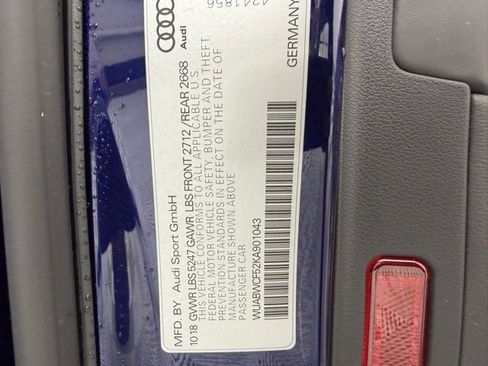 MFD. BY Audi Sport GmbH
10 18 GVWR LBS 5247 GAWR LBS FRONT 2712 /REAR 2668
THIS VEHICLE CONFORMS TO ALL APPLICABLE U.S.
FEDERAL MOTOR VEHICLE SAFETY, BUMPER AND THEFT
PREVENTION STANDARDS IN EFFECT ON THE DATE OF
MANUFACTURE SHOWN ABOVE
PASSENGER CAR
WUABWCF52KA901043
Audi
GERMANY